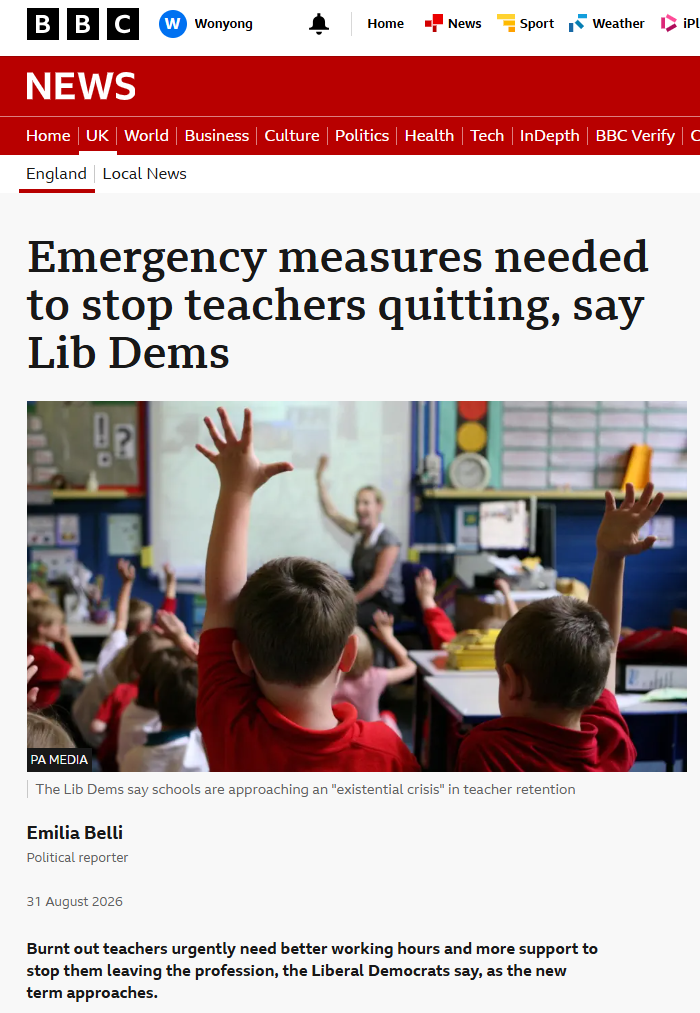 BBC W Wonyong Home News Sport Weather iPl
NEWS
Home UK World Business Culture Politics Health Tech InDepth BBC Verify C
England Local News
Emergency measures needed
to stop teachers quitting, say
Lib Dems
! ?
PA MEDIA
The Lib Dems say schools are approaching an "existential crisis" in teacher retention
Emilia Belli
Political reporter
31 August 2026
Burnt out teachers urgently need better working hours and more support to
stop them leaving the profession, the Liberal Democrats say, as the new
term approaches.